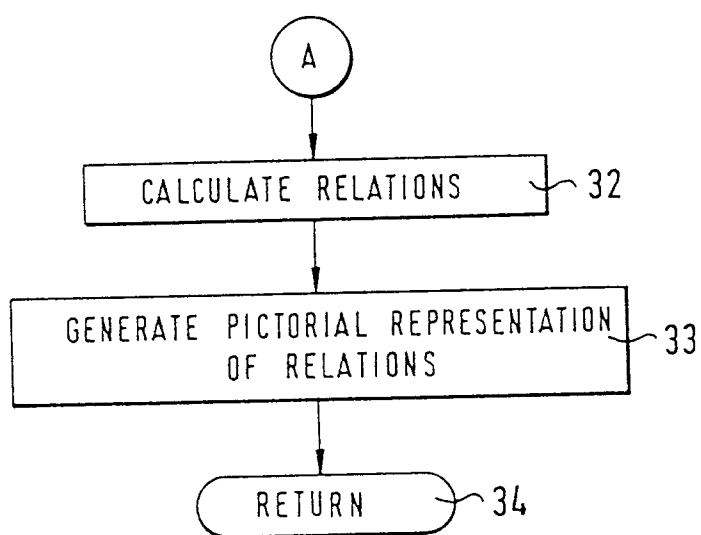 A
CALCULATE RELATIONS 32
GENERATE PICTORIAL REPRESENTATION
OF RELATIONS 33
RETURN 34